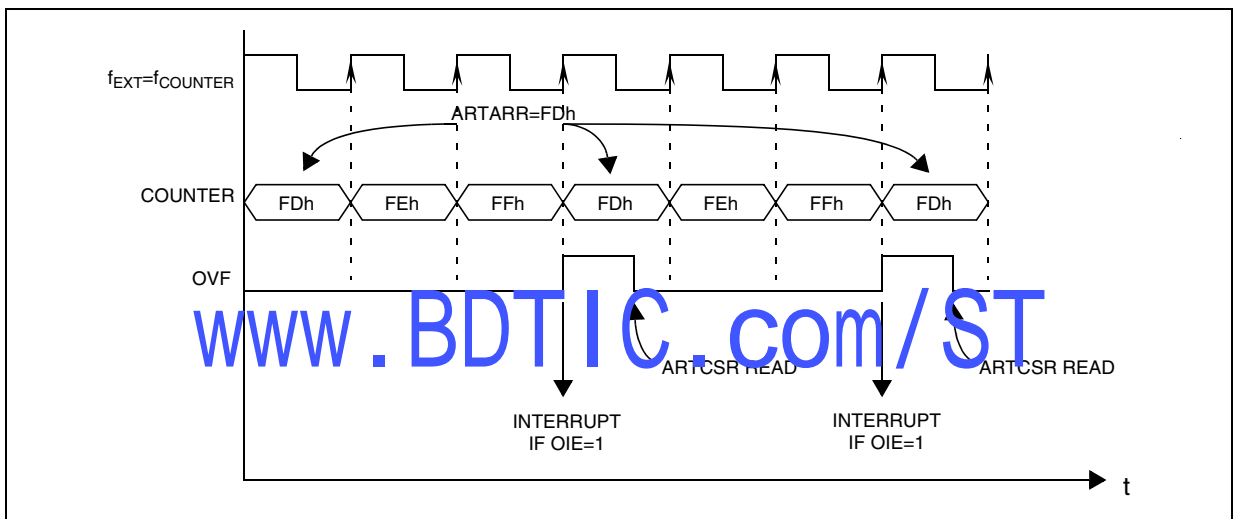 fEXT=fCOUNTER
ARTARR=FDh
COUNTER
FDh FEh FFh FDh FEh FFh FDh
OVF
www.BDTIC.com/ST
ARTCSR READ ARTCSR READ
INTERRUPT INTERRUPT
IF OIE=1 IF OIE=1
t